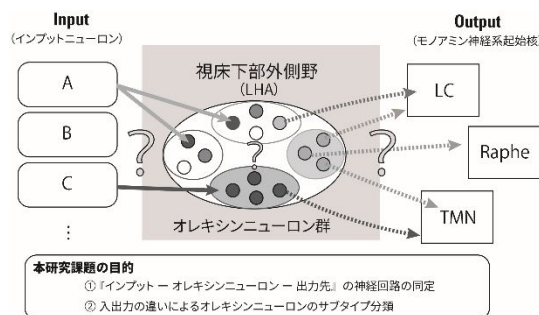 Input
(インプットニューロン)
Output
(モノアミン神経系起始核)
視床下部外側野
(LHA)
A
B
C
⋮
?
?
?
LC
Raphe
TMN
オレキシンニューロン群
本研究課題の目的
① 『インプット ー オレキシンニューロン ー 出力先』の神経回路の同定
② 入出力の違いによるオレキシンニューロンのサブタイプ分類